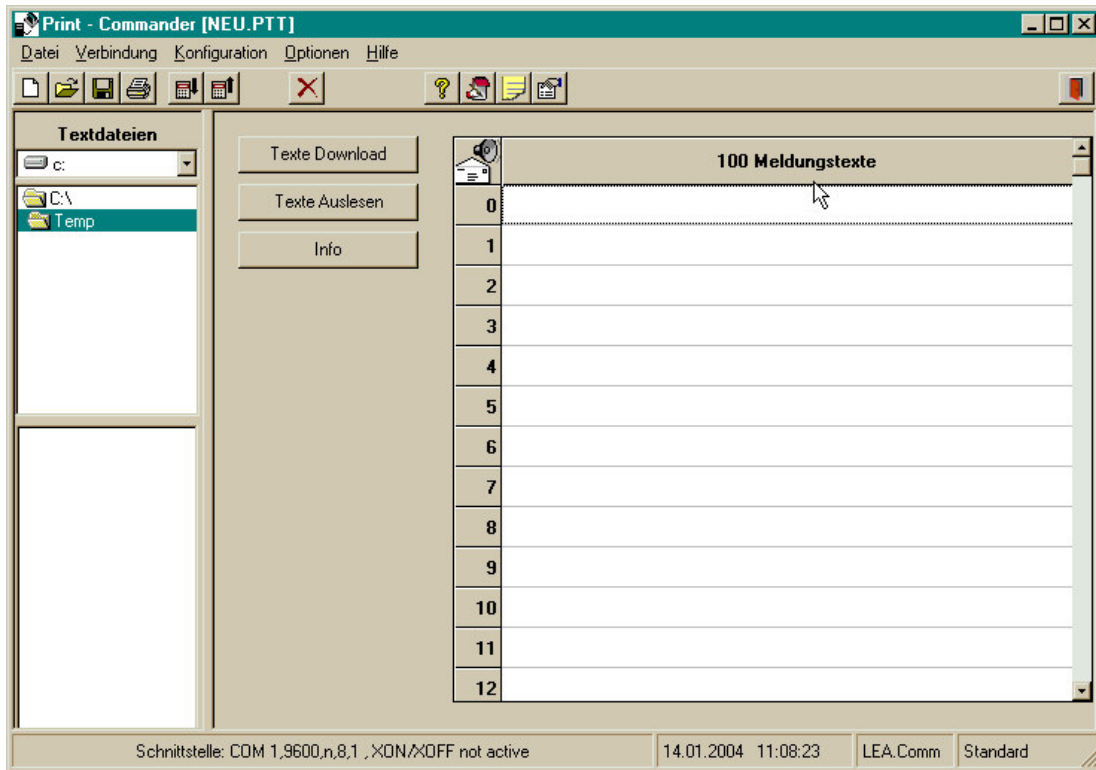 Print - Commander [NEU.PTT]
Datei Verbindung Konfiguration Optionen Hilfe
Textdateien
c:
C:\
Temp
Texte Download
Texte Auslesen
Info
100 Meldungstexte
0
1
2
3
4
5
6
7
8
9
10
11
12
Schnittstelle: COM 1,9600,n,8,1 , XON/XOFF not active
14.01.2004 11:08:23
LEA.Comm
Standard